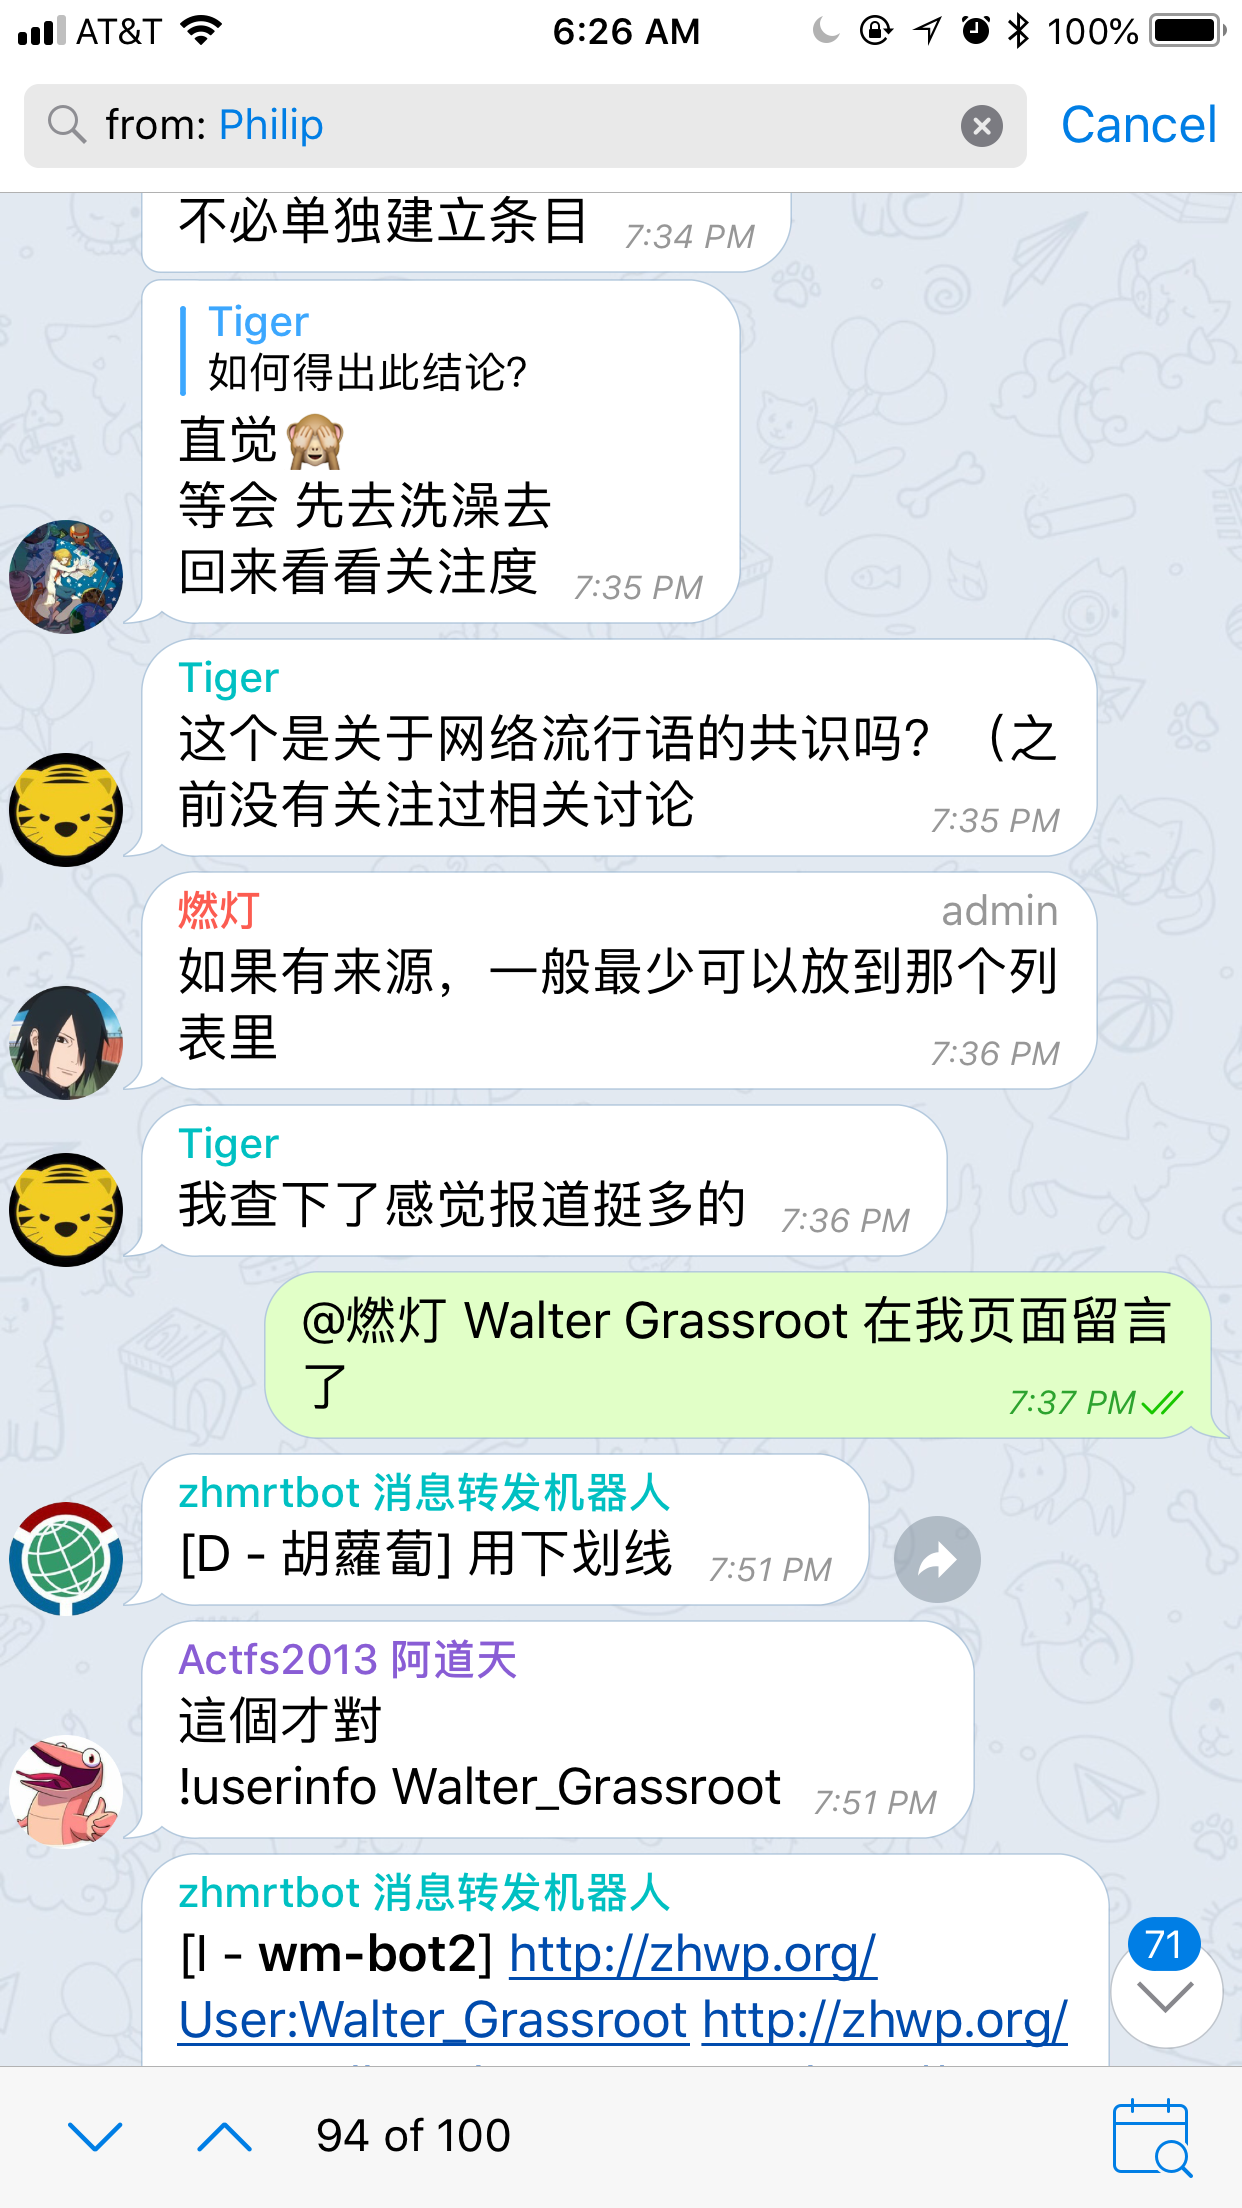 AT&T 6:26 AM 100%
from: Philip Cancel
不必单独建立条目 7:34 PM
Tiger
如何得出此结论?
直觉🙈
等会 先去洗澡去
回来看看关注度 7:35 PM
Tiger
这个是关于网络流行语的共识吗？（之
前没有关注过相关讨论 7:35 PM
燃灯 admin
如果有来源，一般最少可以放到那个列
表里 7:36 PM
Tiger
我查下了感觉报道挺多的 7:36 PM
@燃灯 Walter Grassroot 在我页面留言
了 7:37 PM
zhmrtbot 消息转发机器人
[D - 胡蘿蔔] 用下划线 7:51 PM
Actfs2013 阿道天
這個才對
!userinfo Walter_Grassroot 7:51 PM
zhmrtbot 消息转发机器人
[I - wm-bot2] http://zhwp.org/
User:Walter_Grassroot http://zhwp.org/
71
94 of 100